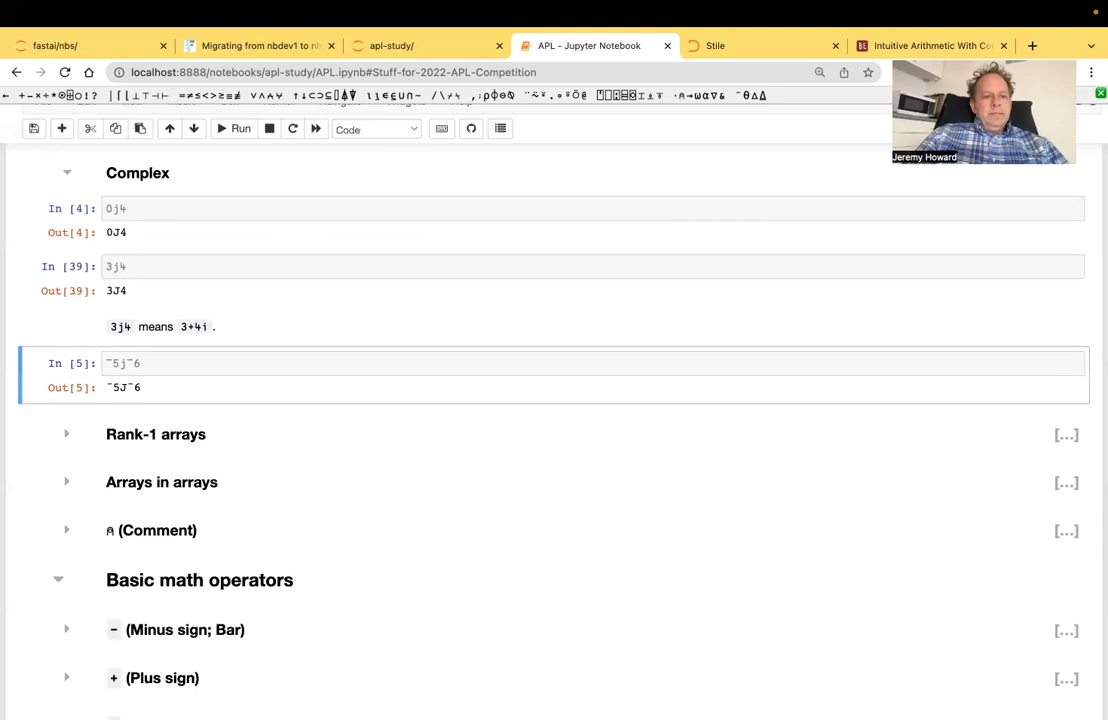 fastai/nbs/
Migrating from nbdev1 to nb
apl-study/
APL - Jupyter Notebook
Stile
Intuitive Arithmetic With Co
localhost:8888/notebooks/apl-study/APL.ipynb#Stuff-for-2022-APL-Competition
Jeremy Howard
Run
Code
Complex
In [4]: 0j4
Out[4]: 0J4
In [39]: 3j4
Out[39]: 3J4
3j4 means 3+4i .
In [5]: ¯5j¯6
Out[5]: ¯5J¯6
Rank-1 arrays [...]
Arrays in arrays [...]
⍝ (Comment) [...]
Basic math operators
- (Minus sign; Bar) [...]
+ (Plus sign) [...]